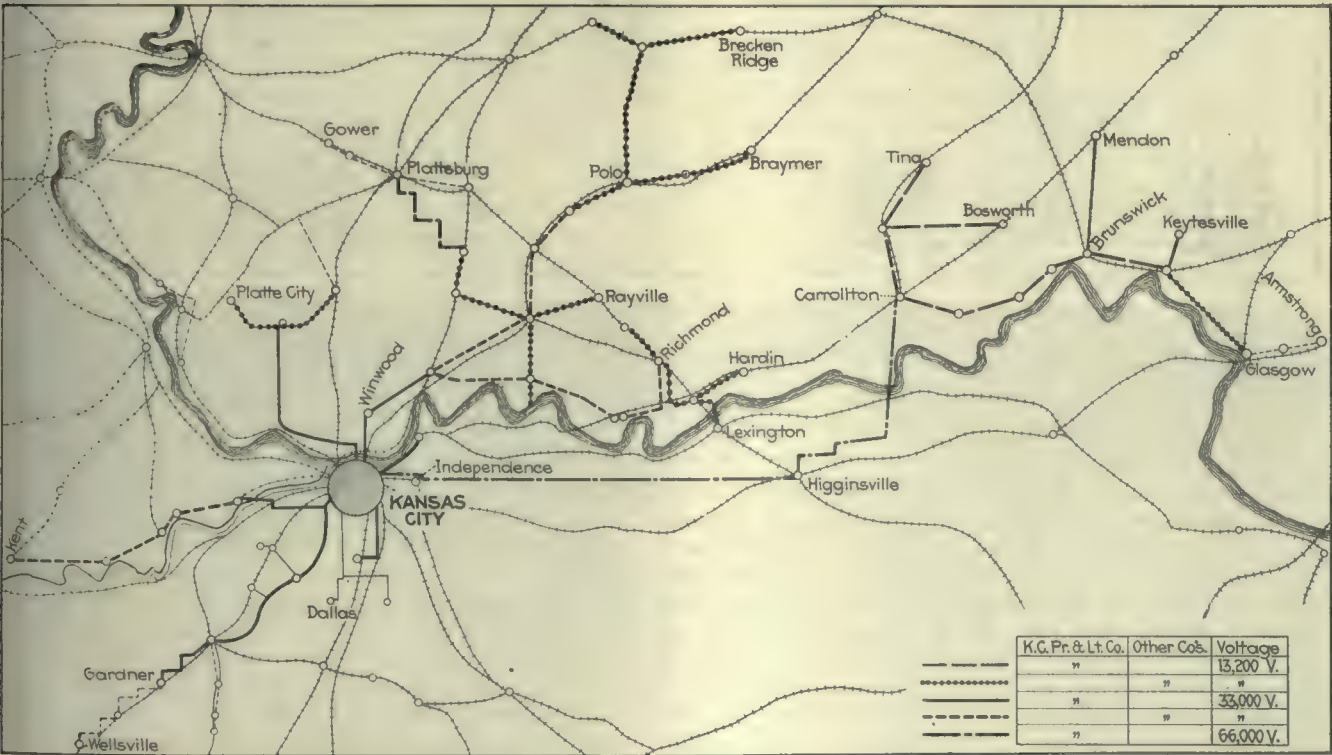 Brecken
Ridge
Gower
Plattsburg
Polo
Braymer
Tina
Mendon
Bosworth
Brunswick
Keytesville
Platte City
Rayville
Carrollton
Armstrong
Richmond
Hardin
Winwood
Glasgow
Lexington
Independence
Higginsville
KANSAS
CITY
Kent
Dallas
Gardner
Wellsville
K.C. Pr. & Lt. Co. Other Co's. Voltage
" 13,200 V.
" "
" 33,000 V.
" "
" 66,000 V.